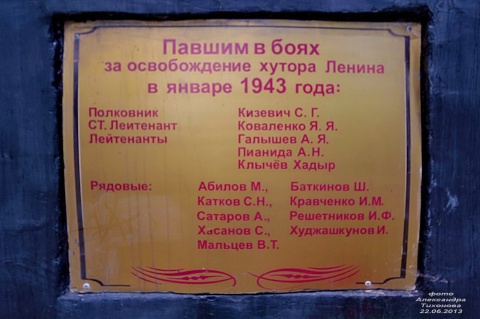 Павшим в боях
за освобождение хутора Ленина
в январе 1943 года:
Полковник Кизевич С. Г.
СТ. Леитенант Коваленко Я. Я.
Лейтенанты Галышев А. Я.
Пианида А.Н.
Клычёв Хадыр
Рядовые: Абилов М., Баткинов Ш.
Катков С.Н., Кравченко И.М.
Сатаров А., Решетников И.Ф.
Хасанов С., Худжашкунов И.
Мальцев В.Т.
фото
Александра
Тихонова
22.06.2013